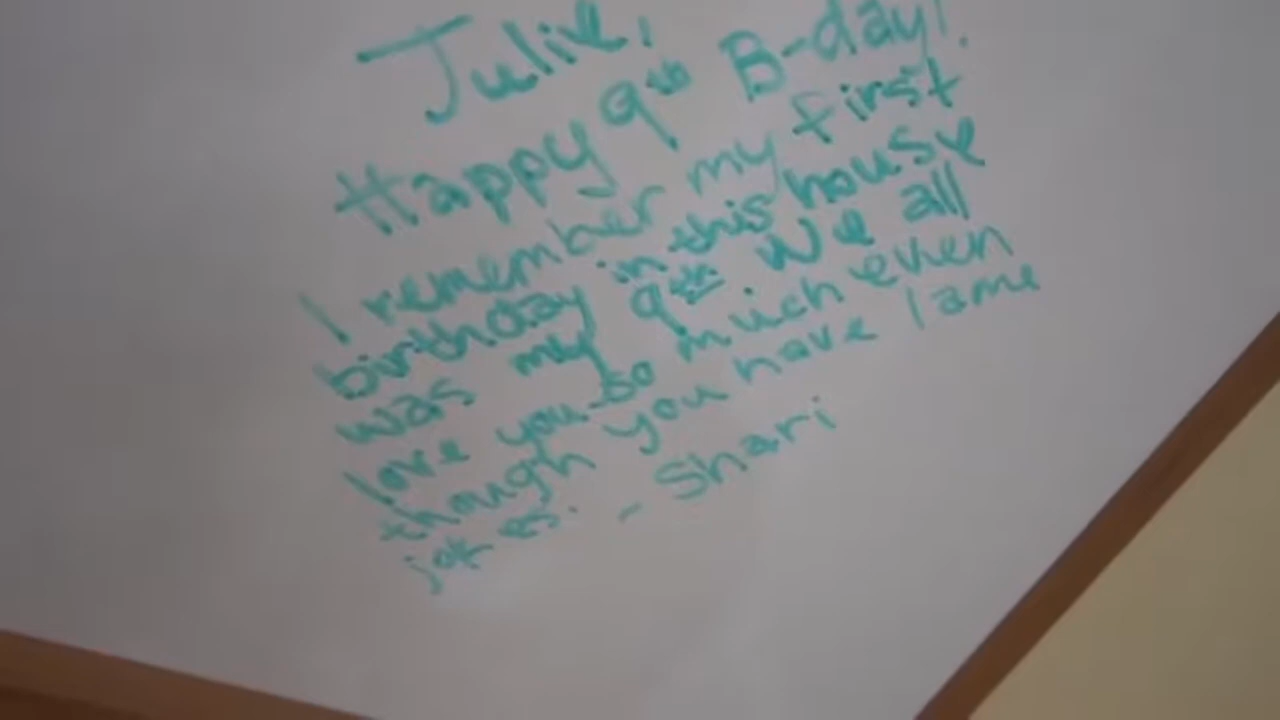 Julie,
Happy 9th B-day!
I remember my first
birthday in this house
was my 9th. We all
love you so much even
though you have lame
jokes. - Shari